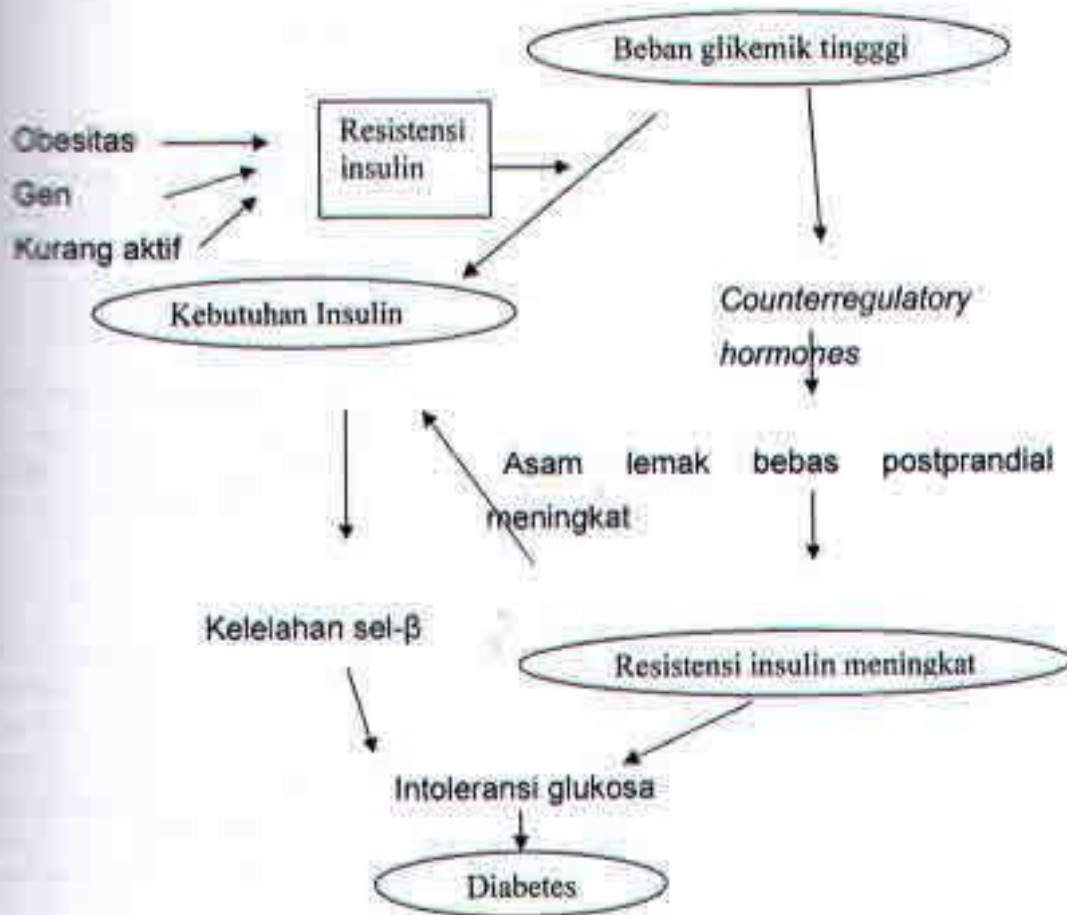 Beban glikemik tingggi
Obesitas
Gen
Kurang aktif
Resistensi
insulin
Kebutuhan Insulin
Counterregulatory
hormones
Asam lemak bebas postprandial
meningkat
Kelelahan sel-β
Resistensi insulin meningkat
Intoleransi glukosa
Diabetes